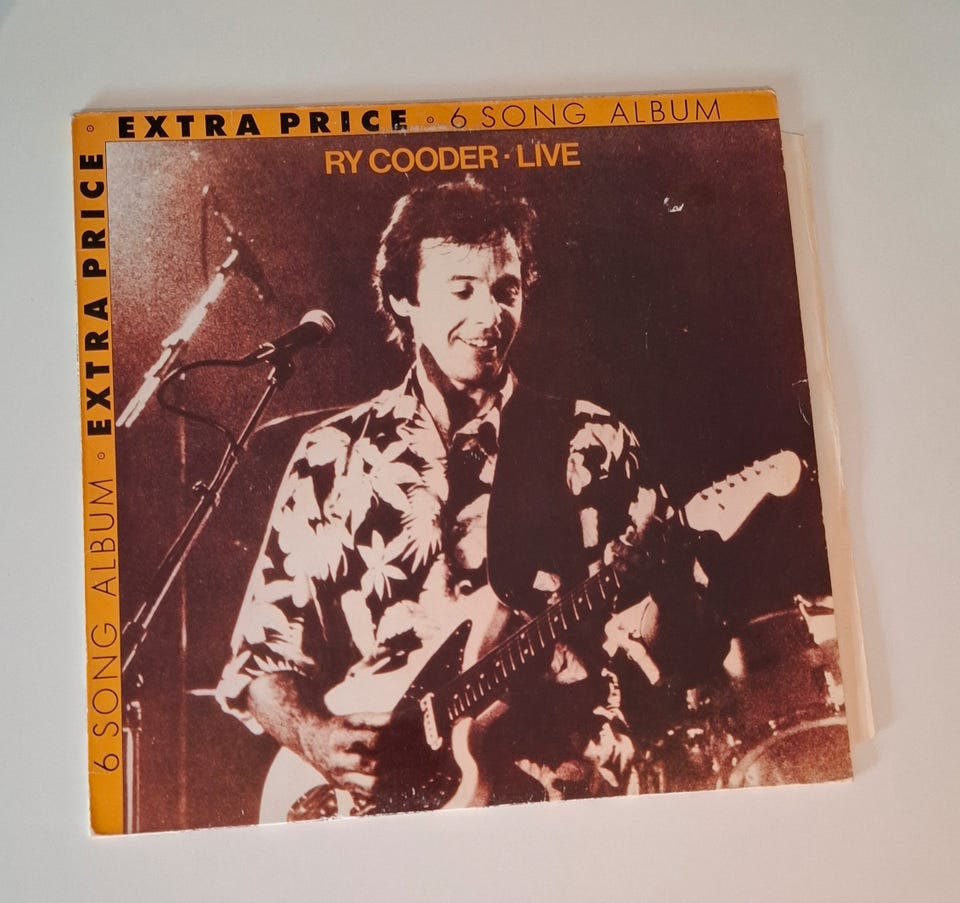 EXTRA PRICE · 6 SONG ALBUM
RY COODER · LIVE
6 SONG ALBUM · EXTRA PRICE